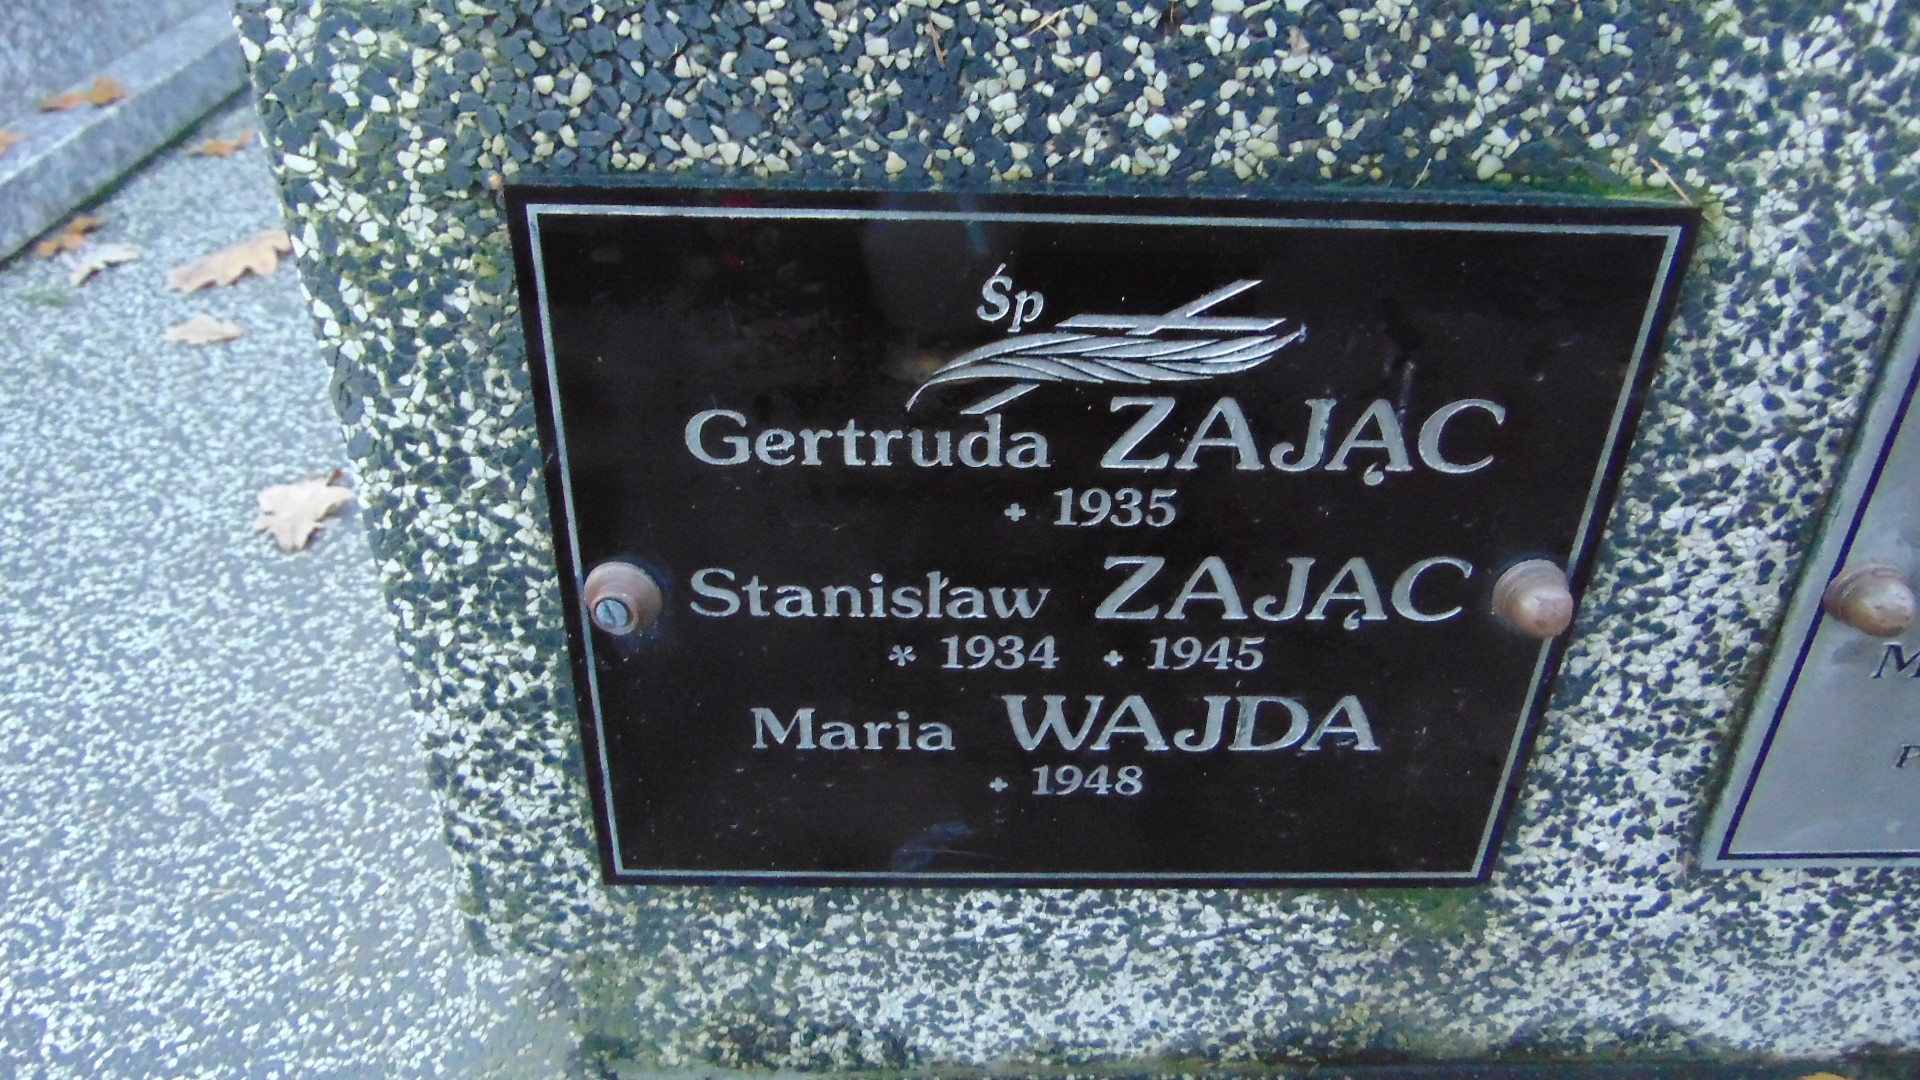 Śp
Gertruda ZAJĄC
+ 1935
Stanisław ZAJĄC
* 1934 + 1945
Maria WAJDA
+ 1948